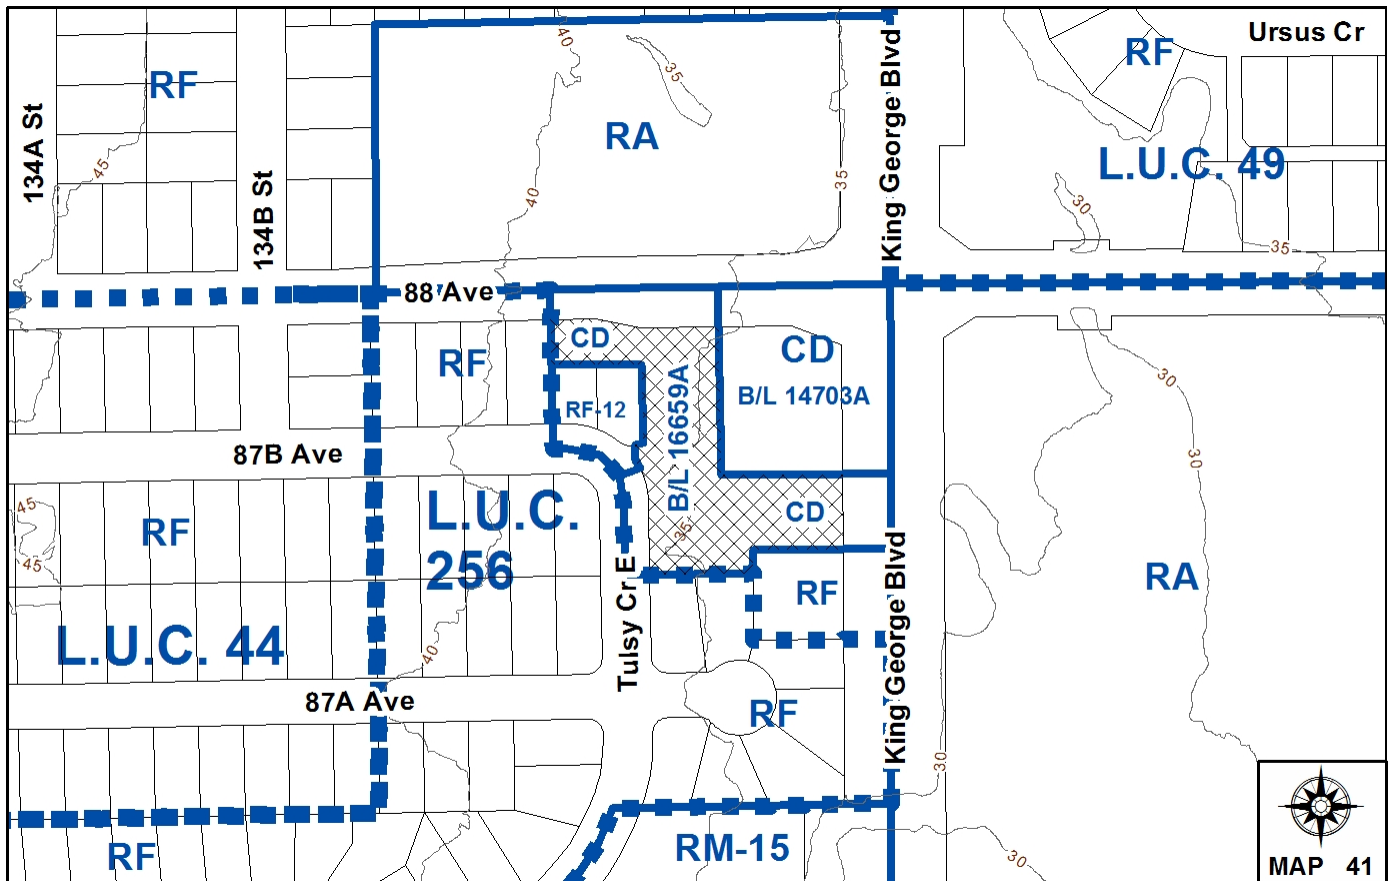 Ursus Cr
RF
RF
King George Blvd
40
35
RA
134A St
45
L.U.C. 49
134B St
40
35
30
35
88 Ave
CD
RF
CD
B/L 14703A
30
RF-12
B/L 16659A
87B Ave
30
45
L.U.C.
256
CD
RF
35
45
King George Blvd
RA
Tulsy Cr E
RF
L.U.C. 44
40
87A Ave
RF
30
RM-15
RF
30
MAP 41